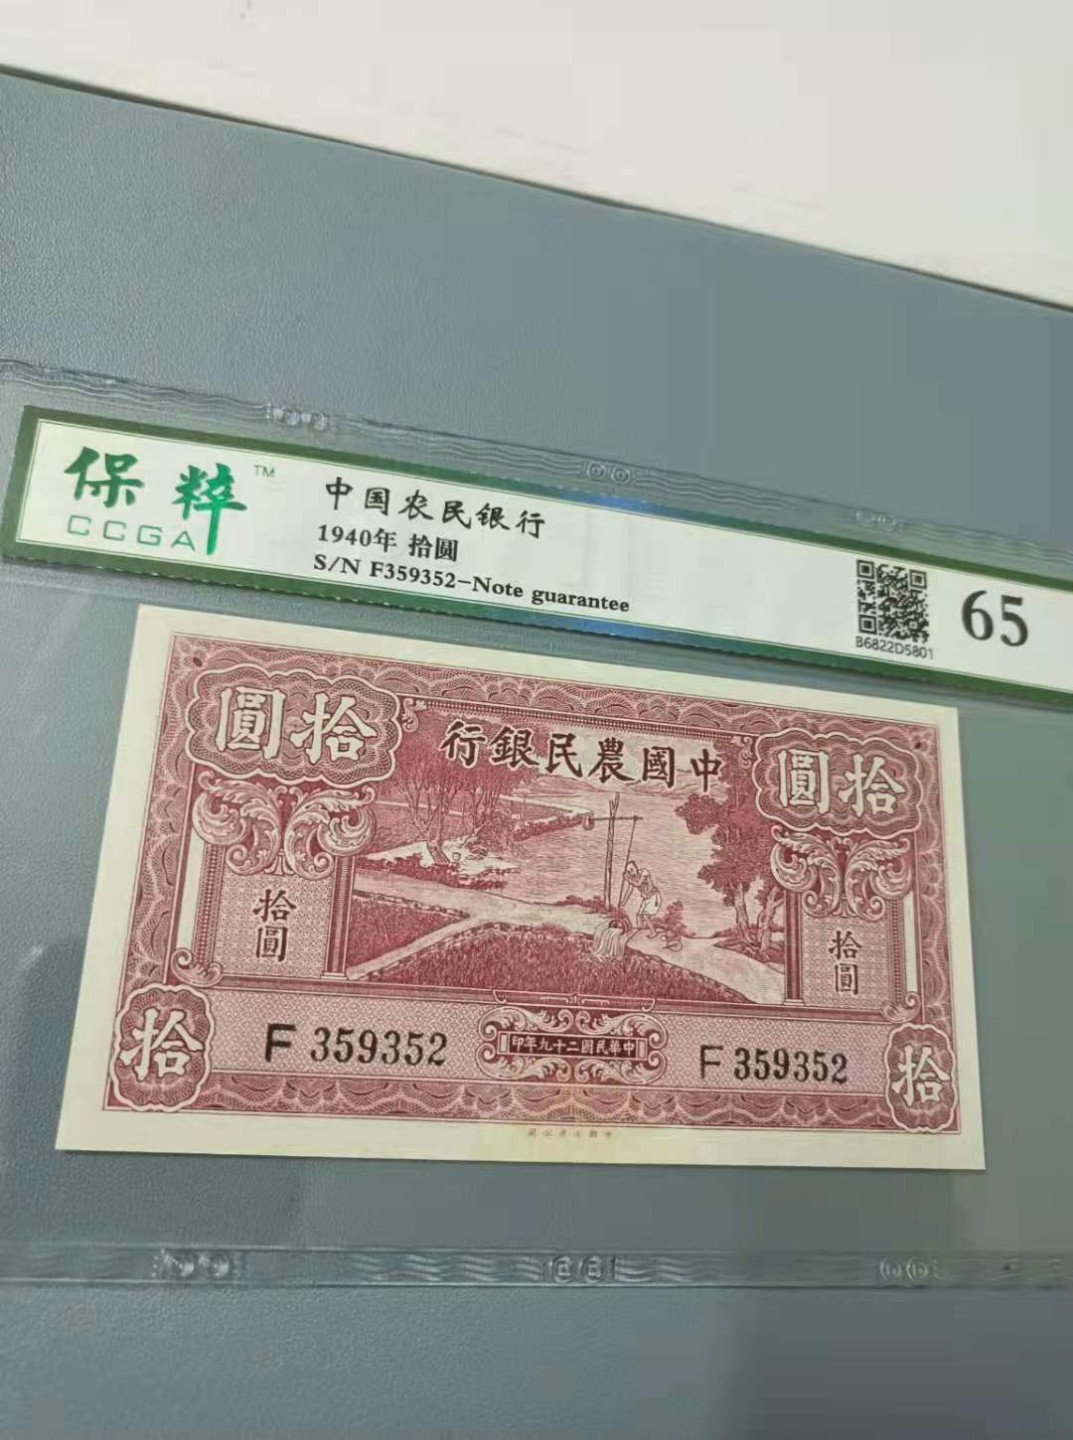 保粹™
CCGA
中国农民银行
1940年 拾圆
S/N F359352-Note guarantee
B6822D5801
65
圓拾
行銀民農國中
圓拾
拾圓
拾圓
拾
F 359352
印年九十二國民華中
F 359352
拾